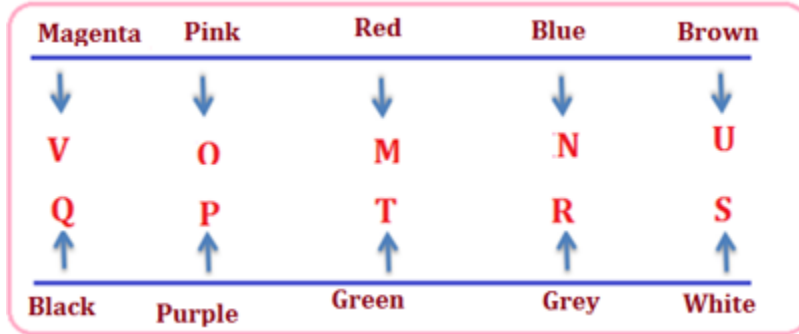 Magenta Pink Red Blue Brown
V O M N U
Q P T R S
Black Purple Green Grey White